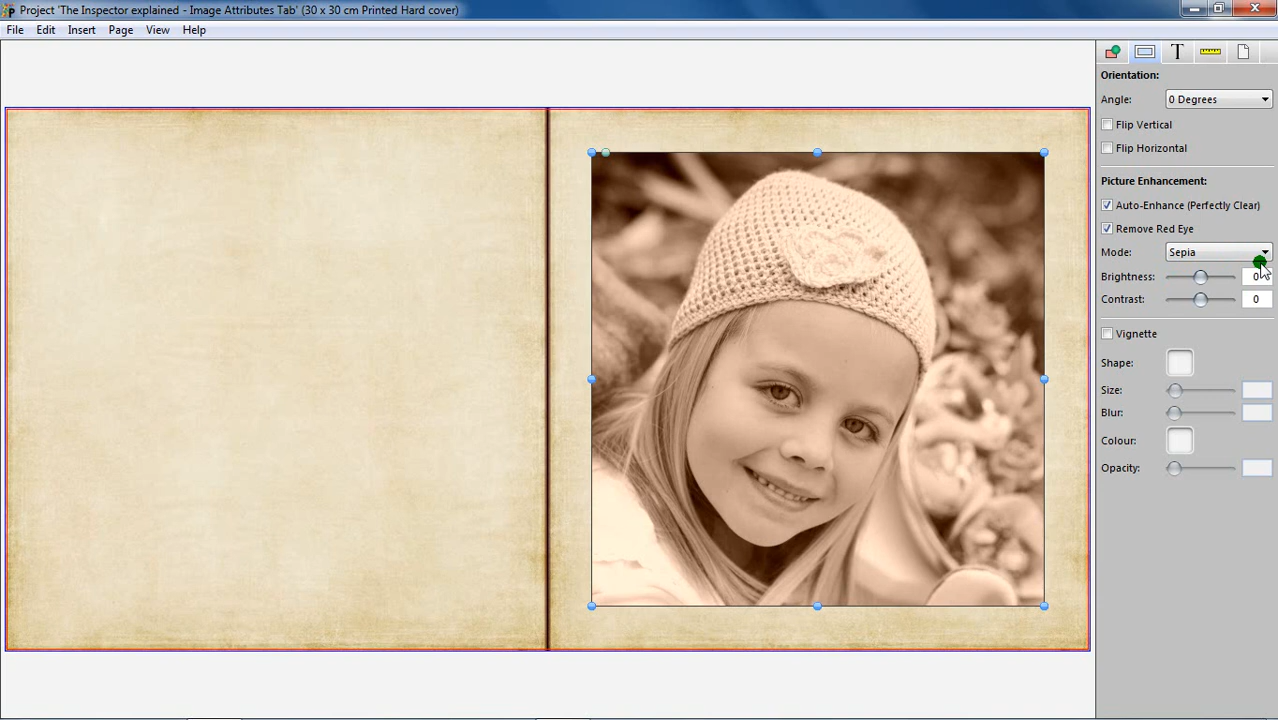 Project 'The Inspector explained - Image Attributes Tab' (30 x 30 cm Printed Hard cover)
File Edit Insert Page View Help
T
Orientation:
Angle: 0 Degrees
Flip Vertical
Flip Horizontal
Picture Enhancement:
Auto-Enhance (Perfectly Clear)
Remove Red Eye
Mode: Sepia
Brightness: 0
Contrast: 0
Vignette
Shape:
Size:
Blur:
Colour:
Opacity: